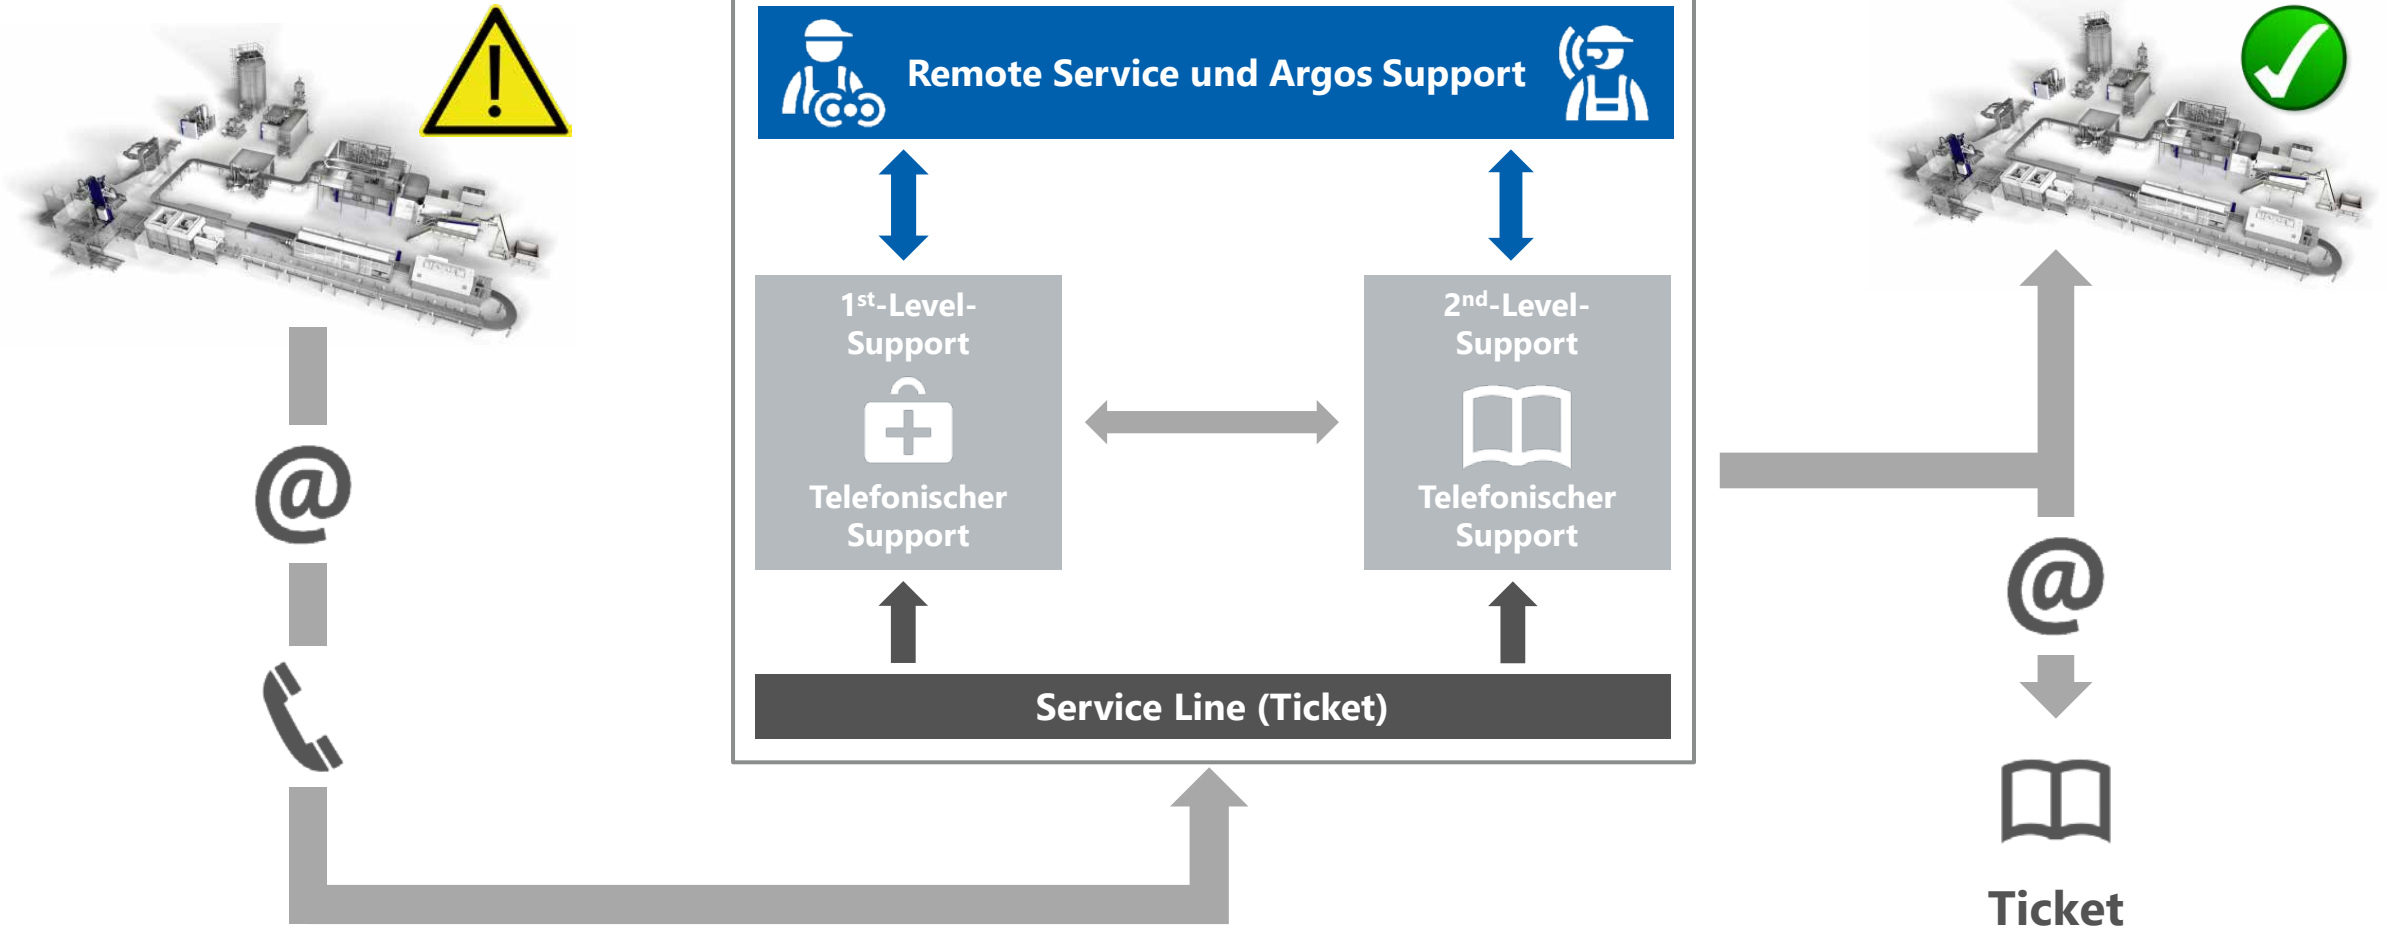 Remote Service und Argos Support
1st-Level-
Support
Telefonischer
Support
2nd-Level-
Support
Telefonischer
Support
Service Line (Ticket)
@
@
Ticket